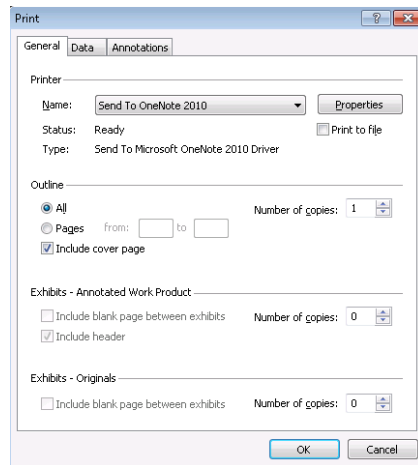 Print
General Data Annotations
Printer
Name: Send To OneNote 2010 Properties
Status: Ready Print to file
Type: Send To Microsoft OneNote 2010 Driver
Outline
All Number of copies: 1
Pages from: to
Include cover page
Exhibits - Annotated Work Product
Include blank page between exhibits Number of copies: 0
Include header
Exhibits - Originals
Include blank page between exhibits Number of copies: 0
OK Cancel